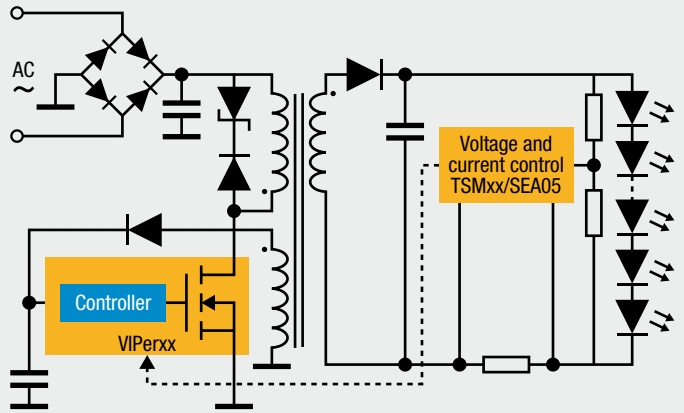 AC
~
Voltage and
current control
TSMxx/SEA05
Controller
VIPerxx